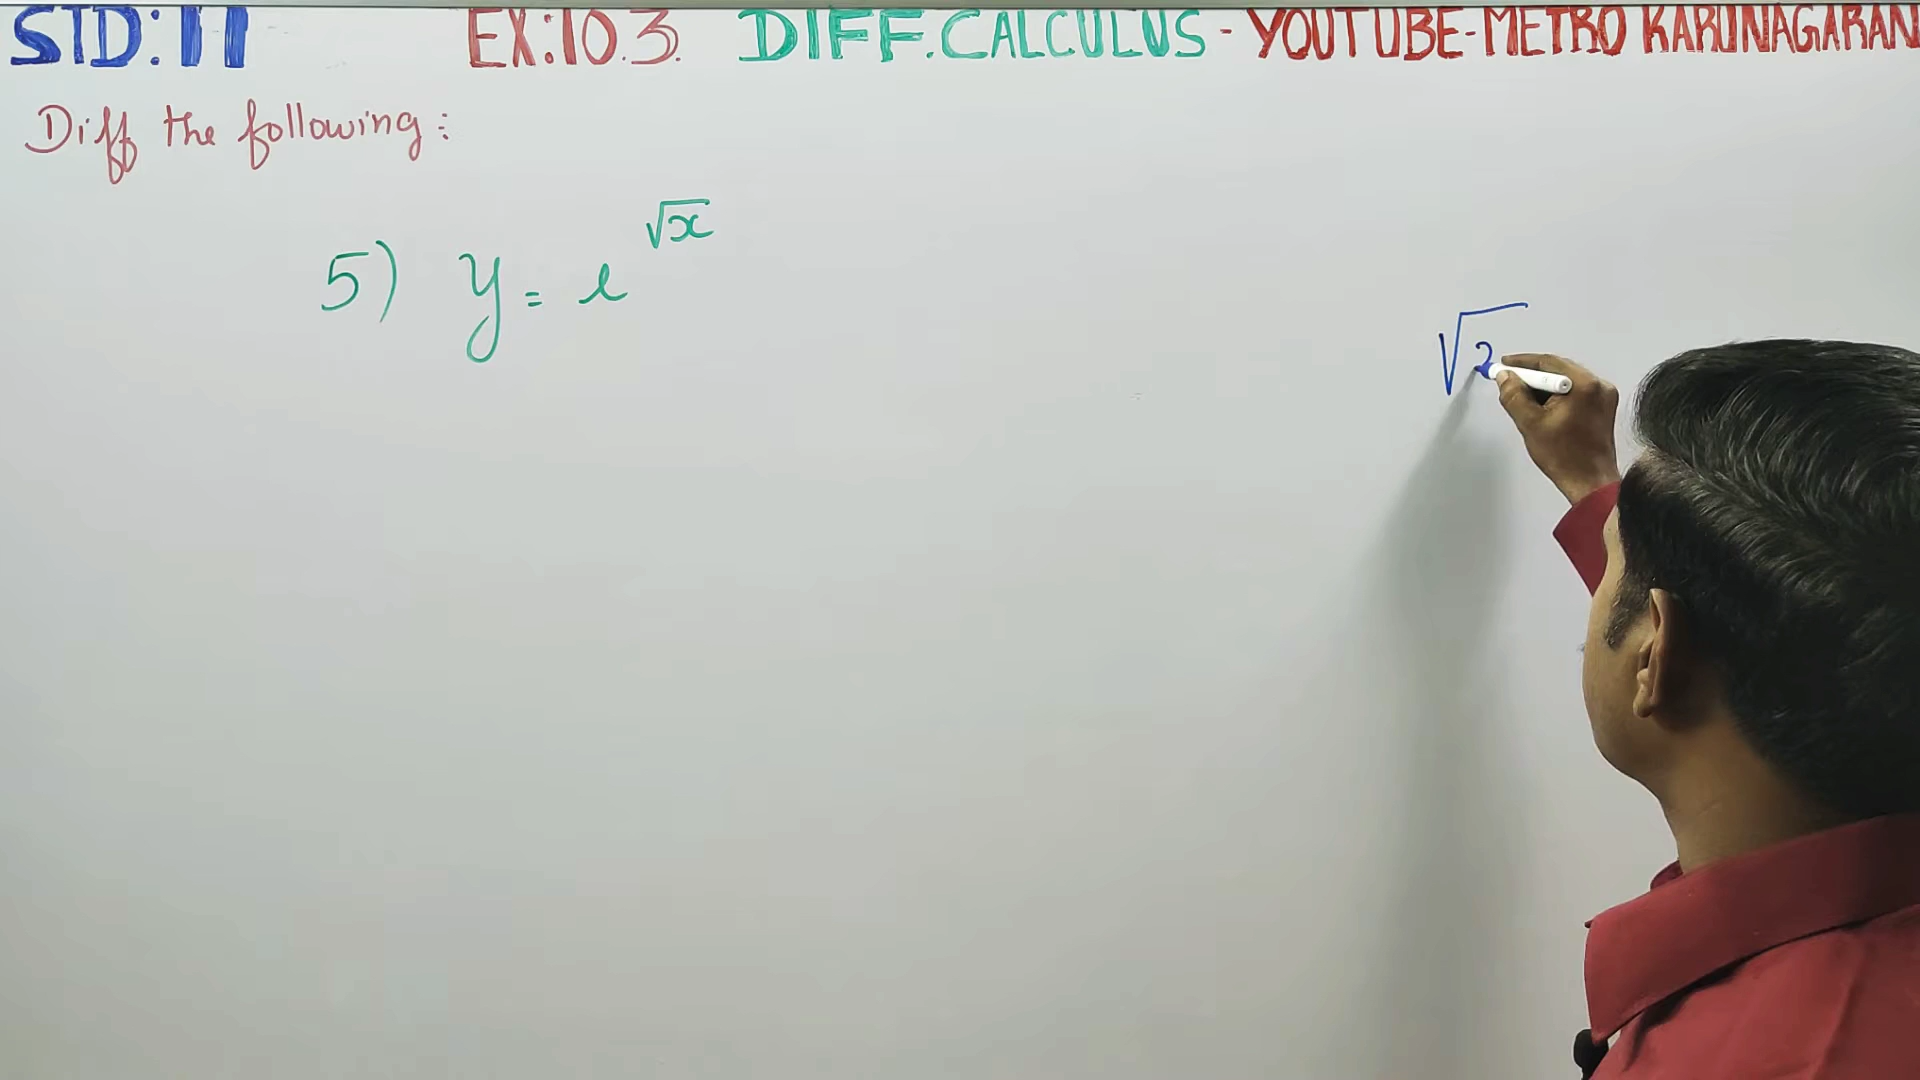 STD:11 EX:10.3. DIFF.CALCULUS - YOUTUBE-METRO KARUNAGARAN
Diff the following:
5) y = e^√x
√2